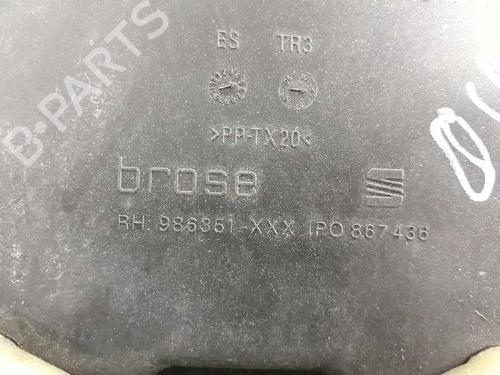 B-PARTS
ES TR3
>PP-TX20<
brose
RH. 986351-XXX IPO 867436